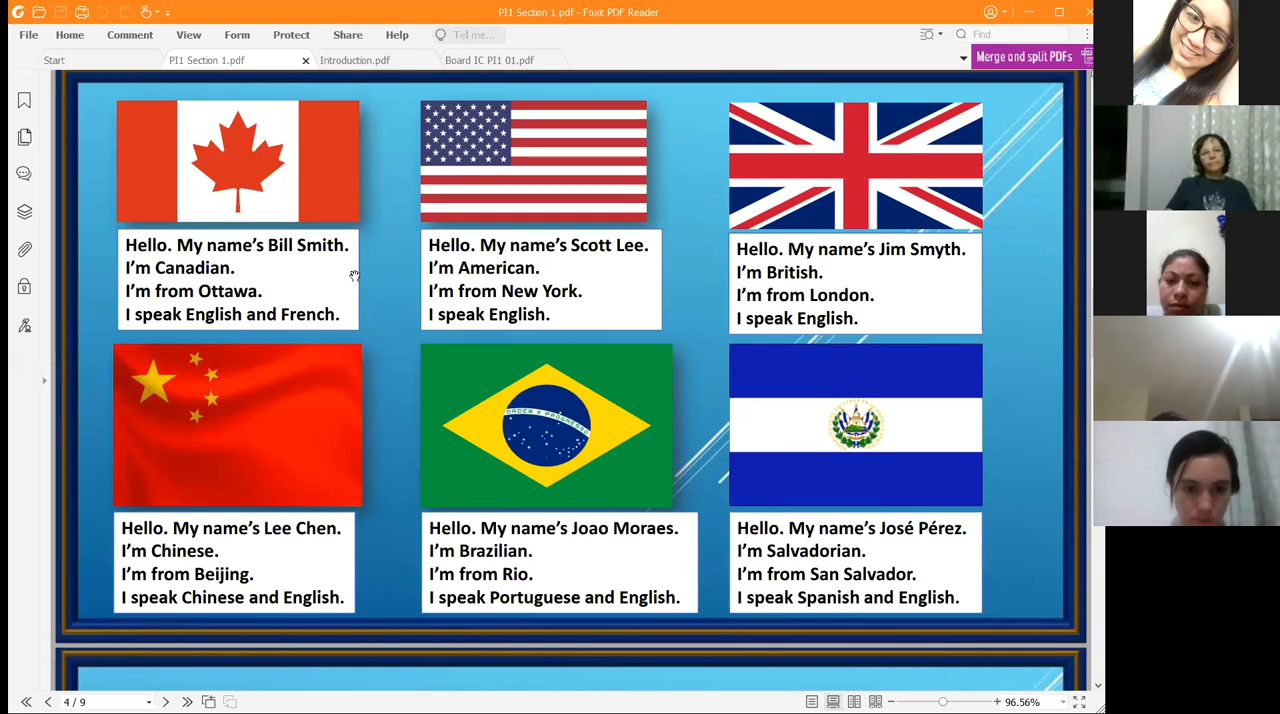 PI1 Section 1.pdf - Foxit PDF Reader
File Home Comment View Form Protect Share Help Tell me... Find
Start PI1 Section 1.pdf Introduction.pdf Board IC PI1 01.pdf Merge and split PDFs
Hello. My name's Bill Smith.
I'm Canadian.
I'm from Ottawa.
I speak English and French.
Hello. My name's Scott Lee.
I'm American.
I'm from New York.
I speak English.
Hello. My name's Jim Smyth.
I'm British.
I'm from London.
I speak English.
ORDEM E PROGRESSO
Hello. My name's Lee Chen.
I'm Chinese.
I'm from Beijing.
I speak Chinese and English.
Hello. My name's Joao Moraes.
I'm Brazilian.
I'm from Rio.
I speak Portuguese and English.
Hello. My name's José Pérez.
I'm Salvadorian.
I'm from San Salvador.
I speak Spanish and English.
4 / 9
96.56%